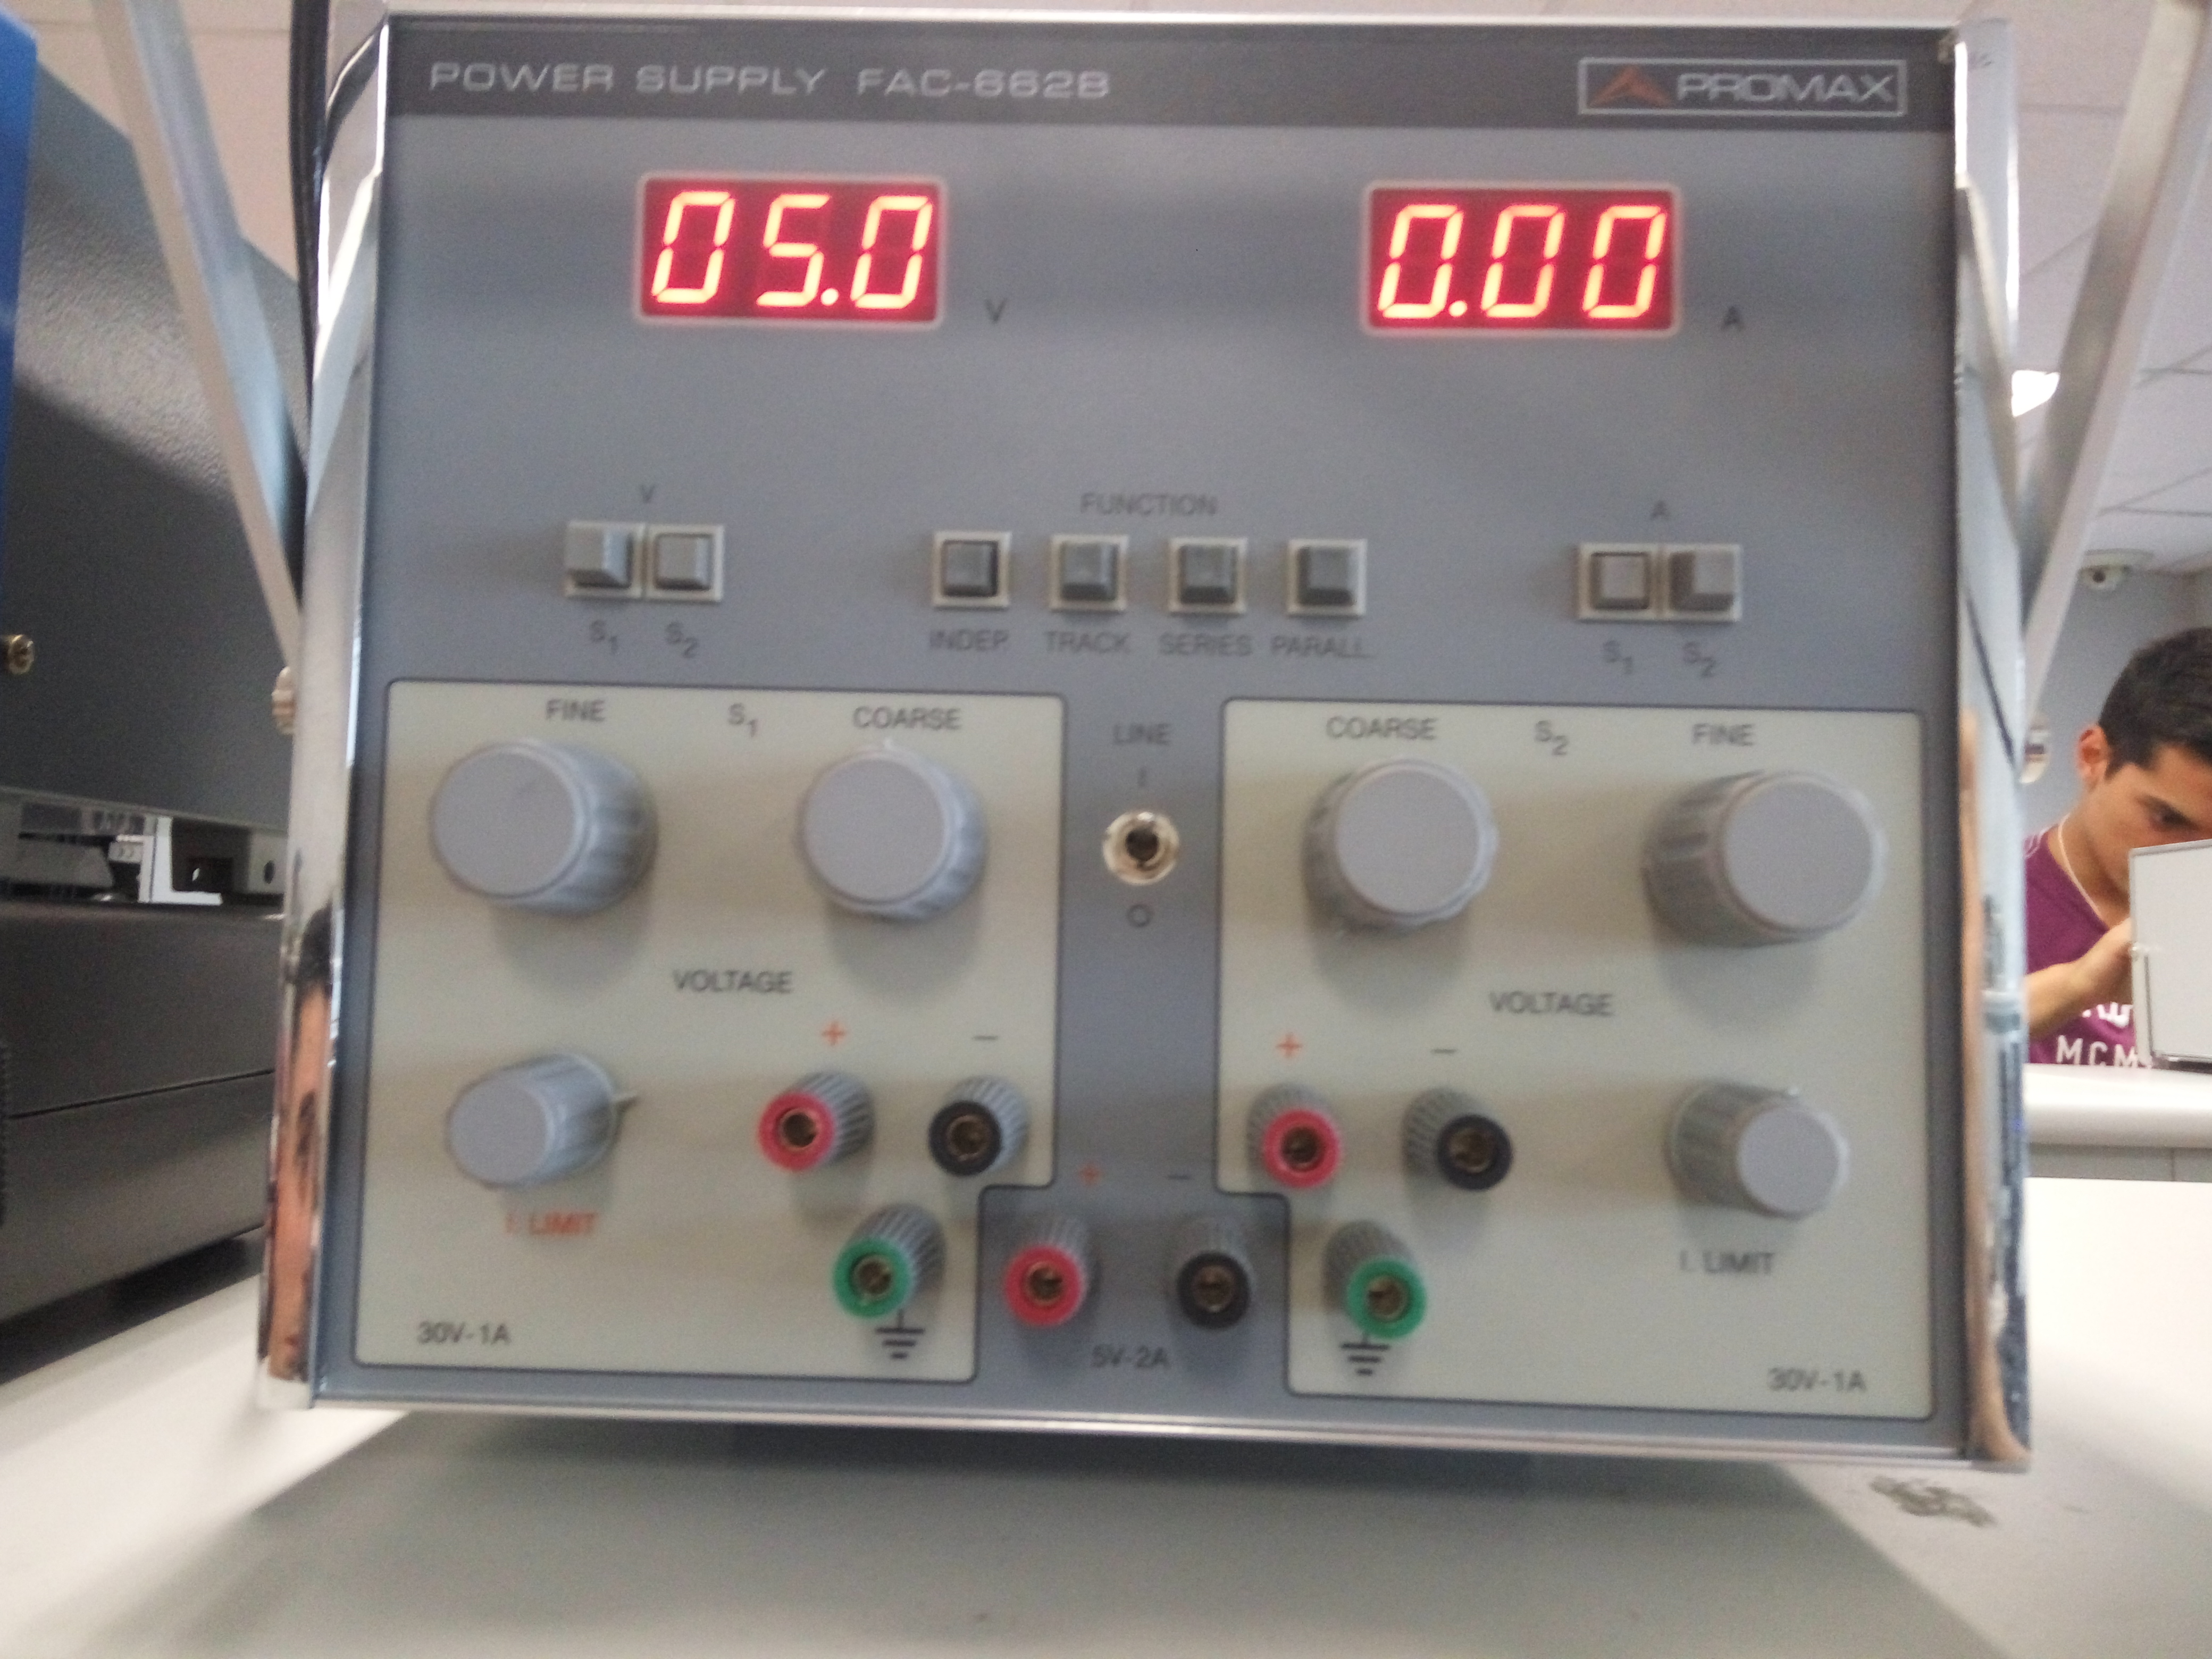 POWER SUPPLY FAC-662B
PROMAX
05.0 V
0.00 A
V
FUNCTION
A
S1 S2
INDEP. TRACK SERIES PARALL.
S1 S2
FINE S1 COARSE
LINE
I
O
COARSE S2 FINE
VOLTAGE
VOLTAGE
+ −
+ −
+ −
I. LIMIT
I. LIMIT
30V-1A
5V-2A
30V-1A
MCM